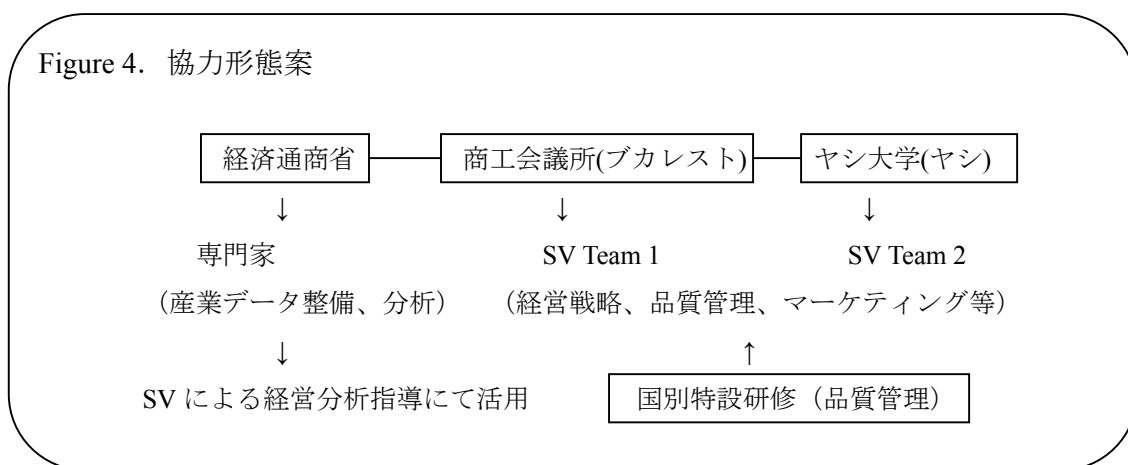 Figure 4. 協力形態案
経済通商省 商工会議所(ブカレスト) ヤシ大学(ヤシ)
↓ ↓ ↓
専門家 SV Team 1 SV Team 2
（産業データ整備、分析） （経営戦略、品質管理、マーケティング等）
↓ ↑
SV による経営分析指導にて活用 国別特設研修（品質管理）